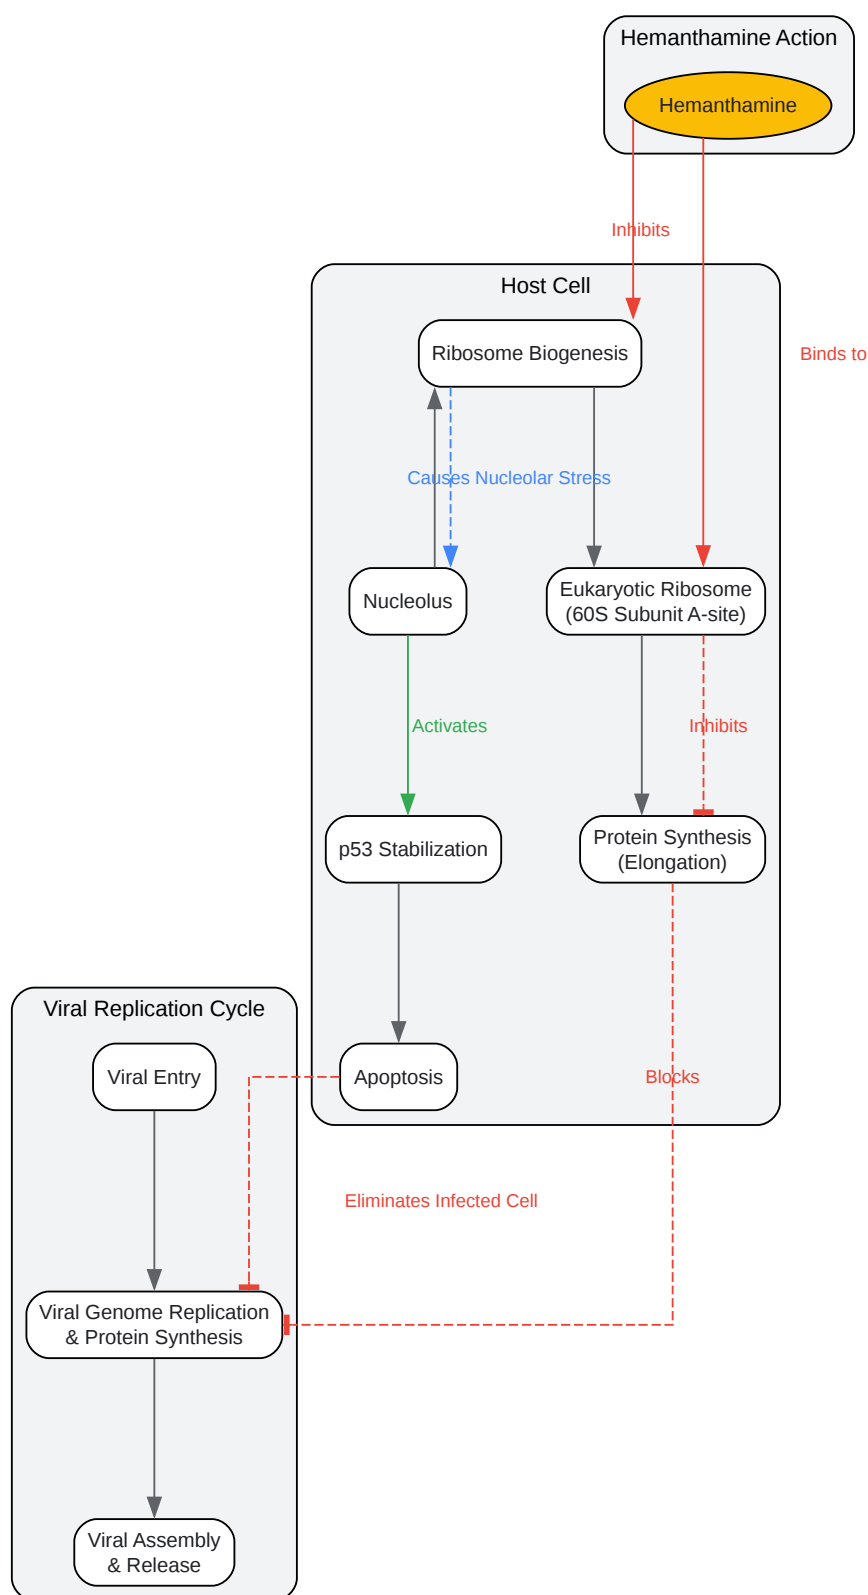 Hemanthamine Action
Hemanthamine
Inhibits
Host Cell
Ribosome Biogenesis
Binds to
Causes Nucleolar Stress
Nucleolus
Eukaryotic Ribosome
(60S Subunit A-site)
Activates
Inhibits
p53 Stabilization
Protein Synthesis
(Elongation)
Viral Replication Cycle
Viral Entry
Apoptosis
Blocks
Eliminates Infected Cell
Viral Genome Replication
& Protein Synthesis
Viral Assembly
& Release